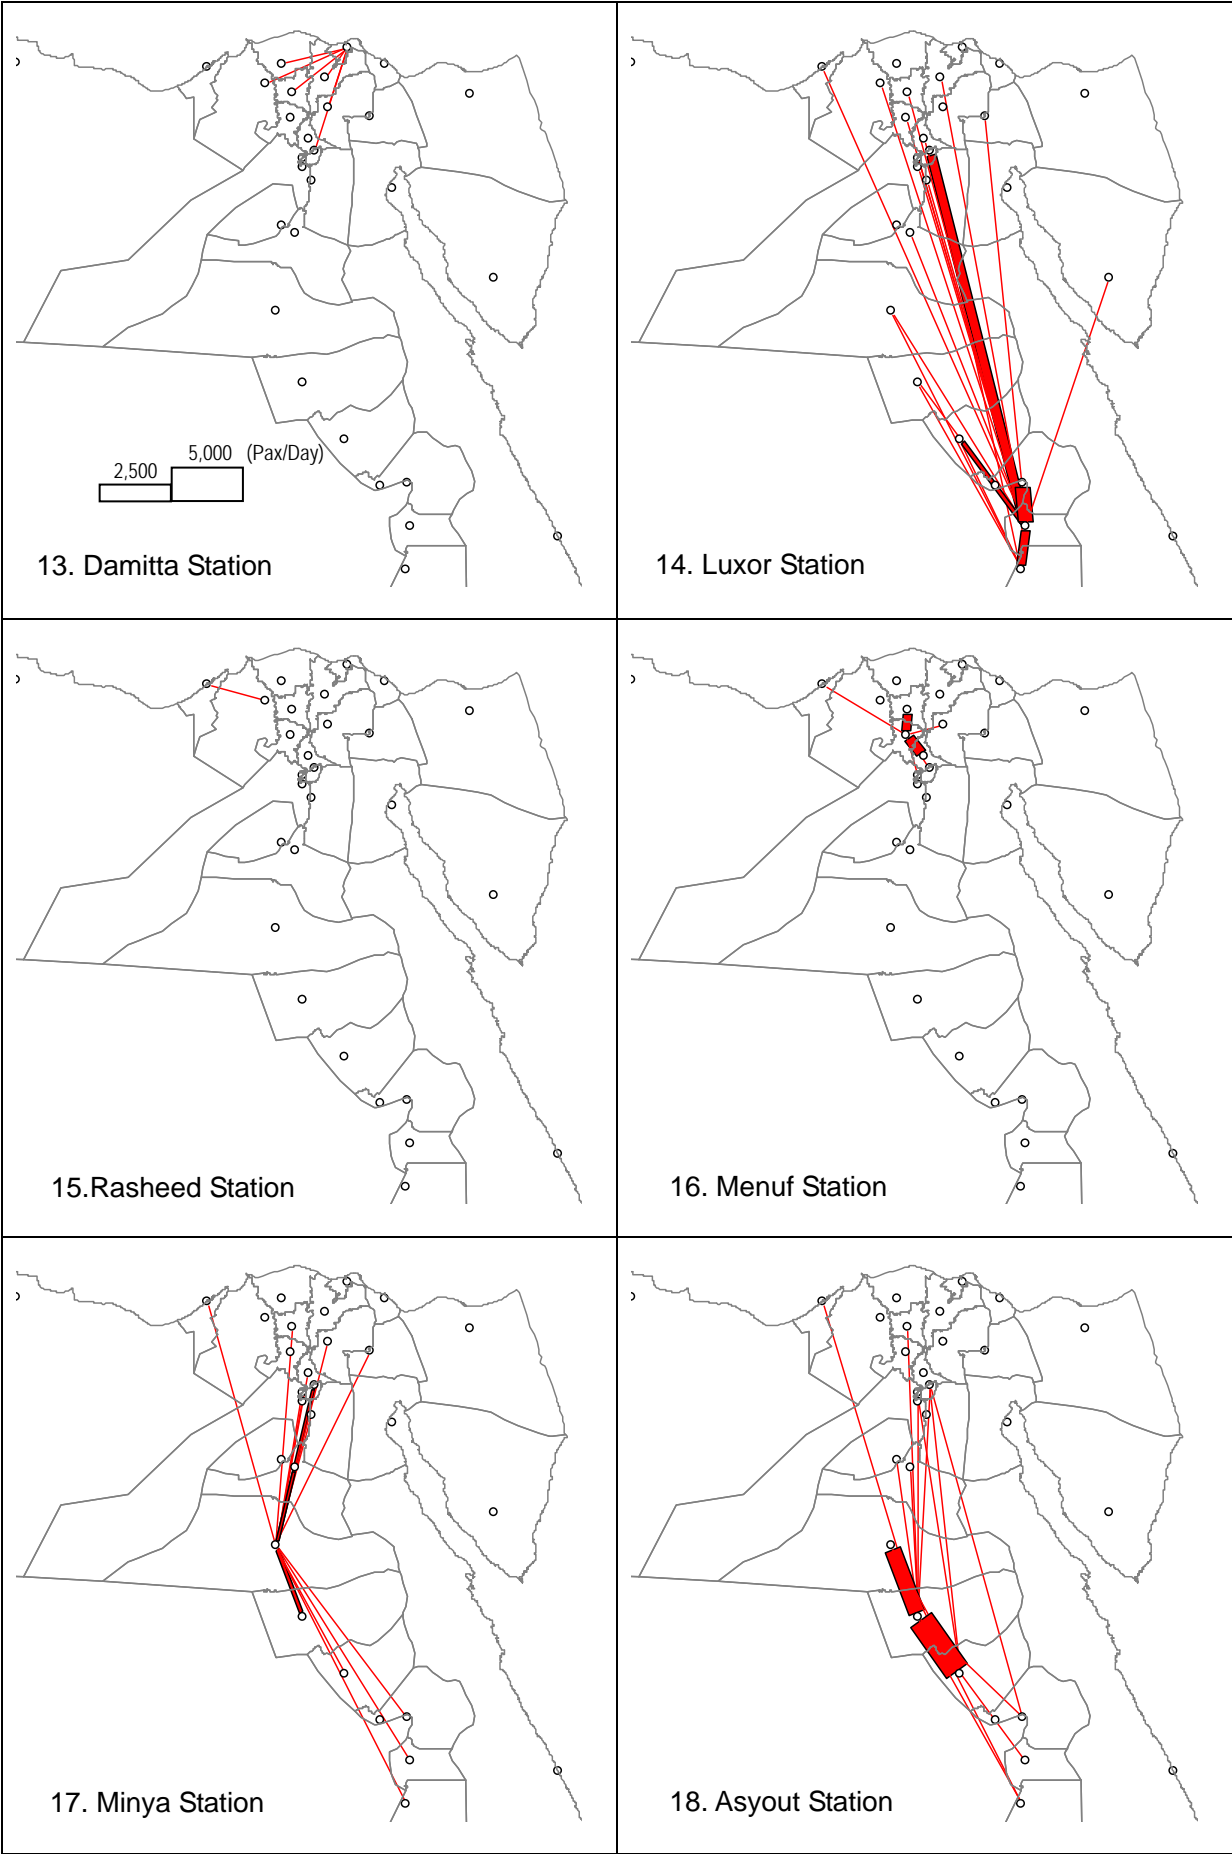 5,000 (Pax/Day)
2,500
13. Damitta Station
14. Luxor Station
15.Rasheed Station
16. Menuf Station
17. Minya Station
18. Asyout Station